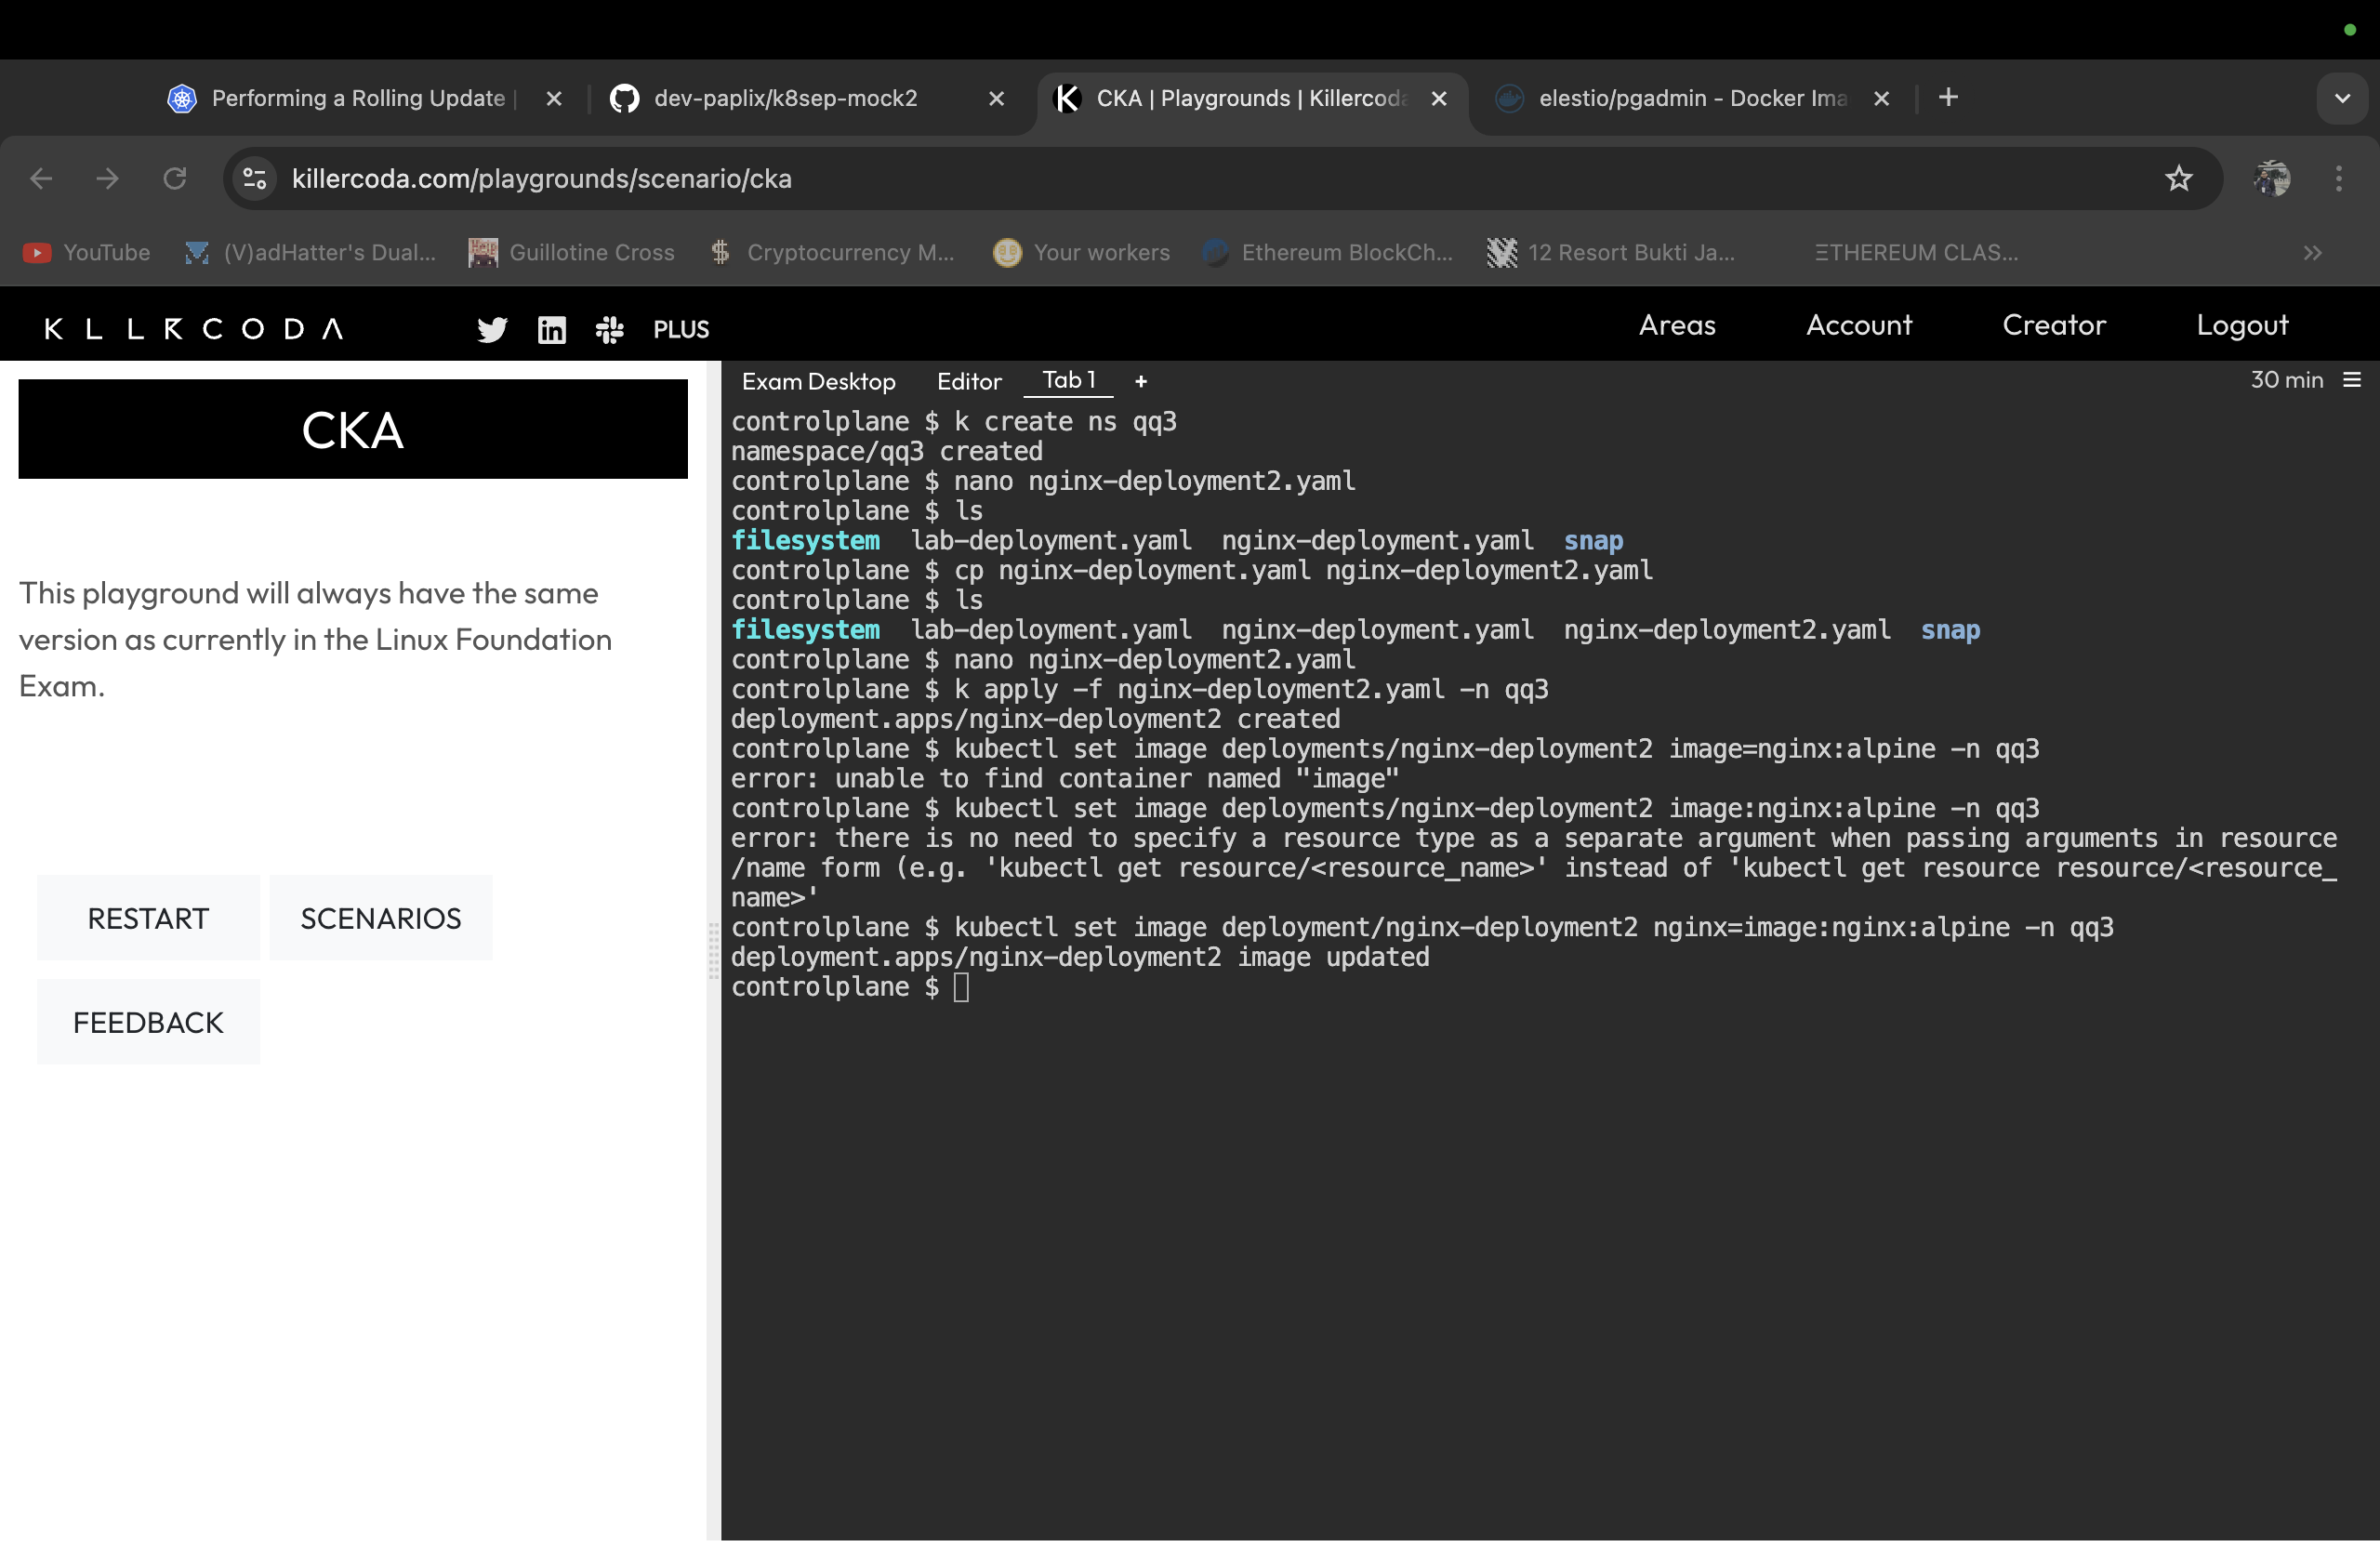 Performing a Rolling Update |
dev-paplix/k8sep-mock2
CKA | Playgrounds | Killercoda
elestio/pgadmin - Docker Ima
killercoda.com/playgrounds/scenario/cka
YouTube
(V)adHatter's Dual...
Guillotine Cross
Cryptocurrency M...
Your workers
Ethereum BlockCh...
12 Resort Bukti Ja...
ΞTHEREUM CLAS...
KLLRCODA
PLUS
Areas
Account
Creator
Logout
CKA
This playground will always have the same
version as currently in the Linux Foundation
Exam.
RESTART
SCENARIOS
FEEDBACK
Exam Desktop
Editor
Tab 1
+
30 min
controlplane $ k create ns qq3
namespace/qq3 created
controlplane $ nano nginx-deployment2.yaml
controlplane $ ls
filesystem  lab-deployment.yaml  nginx-deployment.yaml  snap
controlplane $ cp nginx-deployment.yaml nginx-deployment2.yaml
controlplane $ ls
filesystem  lab-deployment.yaml  nginx-deployment.yaml  nginx-deployment2.yaml  snap
controlplane $ nano nginx-deployment2.yaml
controlplane $ k apply -f nginx-deployment2.yaml -n qq3
deployment.apps/nginx-deployment2 created
controlplane $ kubectl set image deployments/nginx-deployment2 image=nginx:alpine -n qq3
error: unable to find container named "image"
controlplane $ kubectl set image deployments/nginx-deployment2 image:nginx:alpine -n qq3
error: there is no need to specify a resource type as a separate argument when passing arguments in resource
/name form (e.g. 'kubectl get resource/<resource_name>' instead of 'kubectl get resource resource/<resource_
name>'
controlplane $ kubectl set image deployment/nginx-deployment2 nginx=image:nginx:alpine -n qq3
deployment.apps/nginx-deployment2 image updated
controlplane $